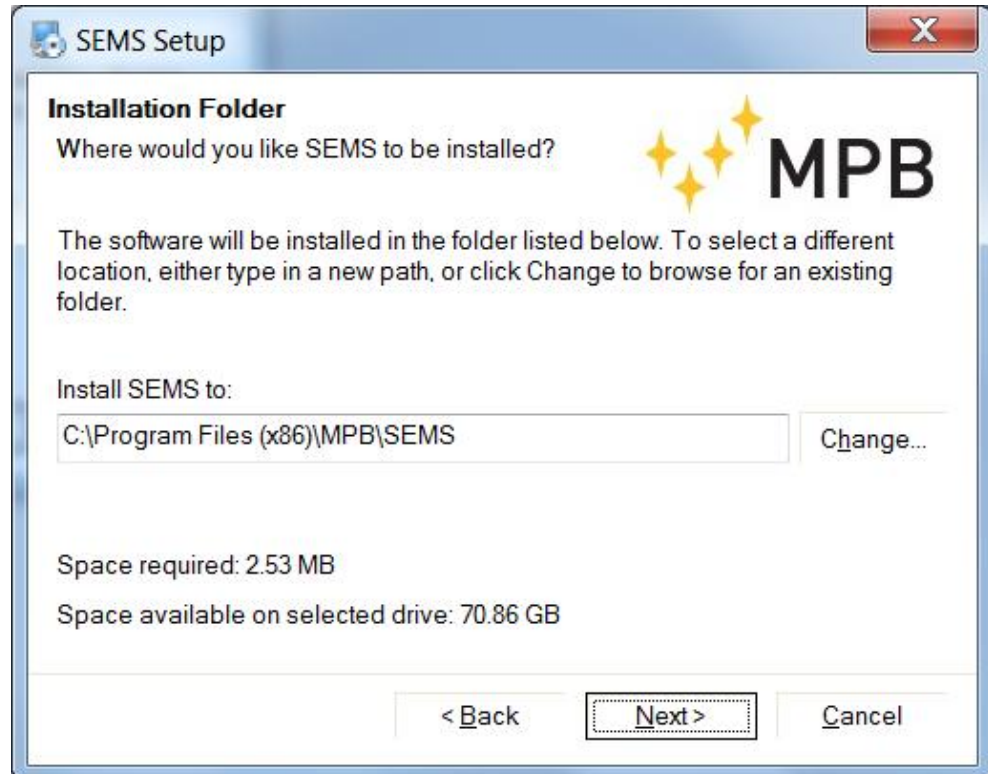 SEMS Setup
Installation Folder
Where would you like SEMS to be installed?
MPB
The software will be installed in the folder listed below. To select a different
location, either type in a new path, or click Change to browse for an existing
folder.
Install SEMS to:
C:\Program Files (x86)\MPB\SEMS
Change...
Space required: 2.53 MB
Space available on selected drive: 70.86 GB
< Back
Next >
Cancel